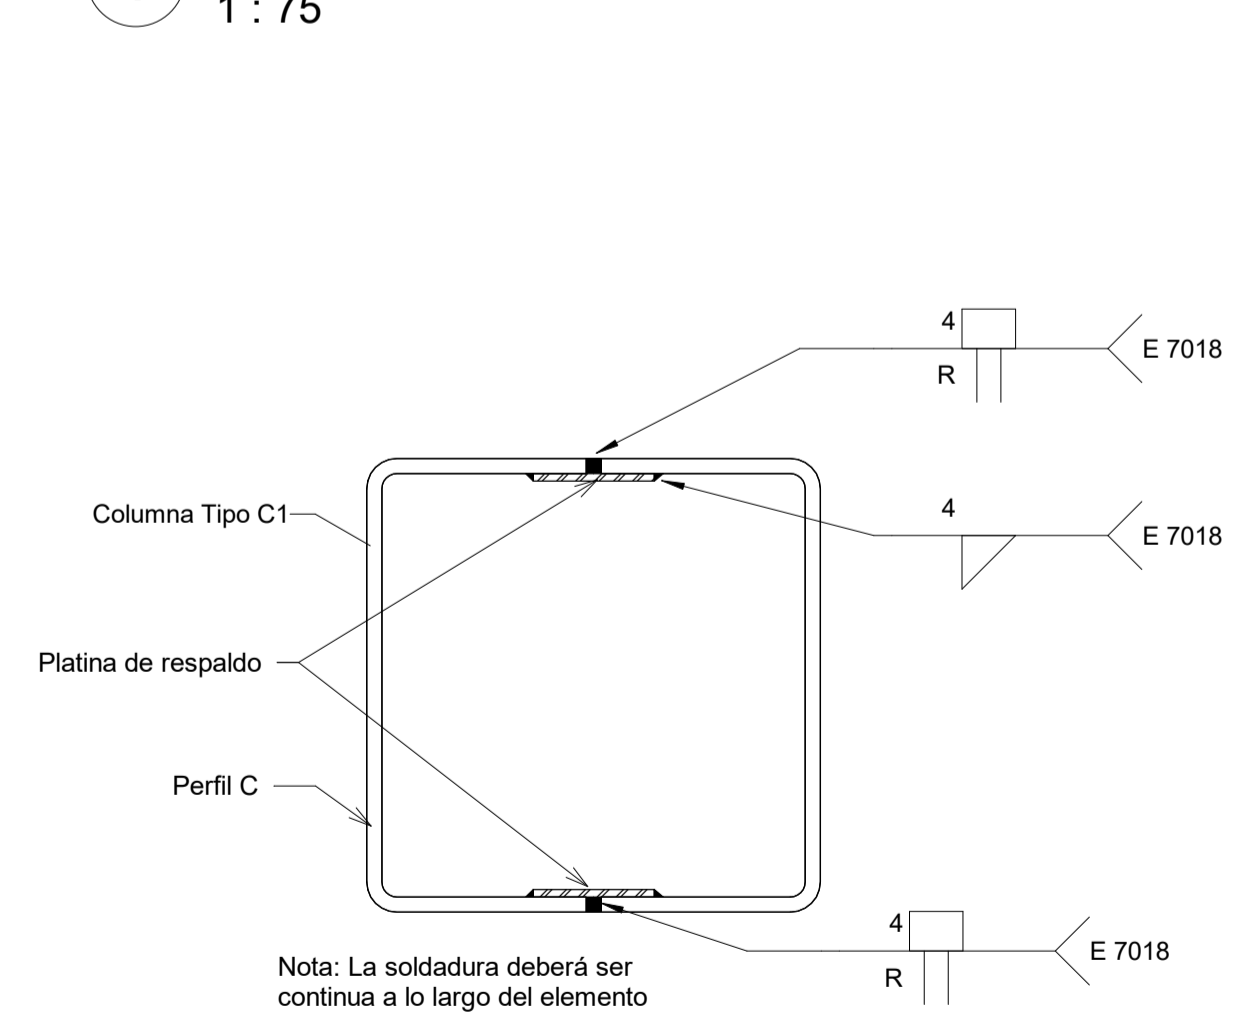 1 : 75
4
R
E 7018
4
E 7018
Columna Tipo C1
Platina de respaldo
Perfil C
4
R
E 7018
Nota: La soldadura deberá ser
continua a lo largo del elemento